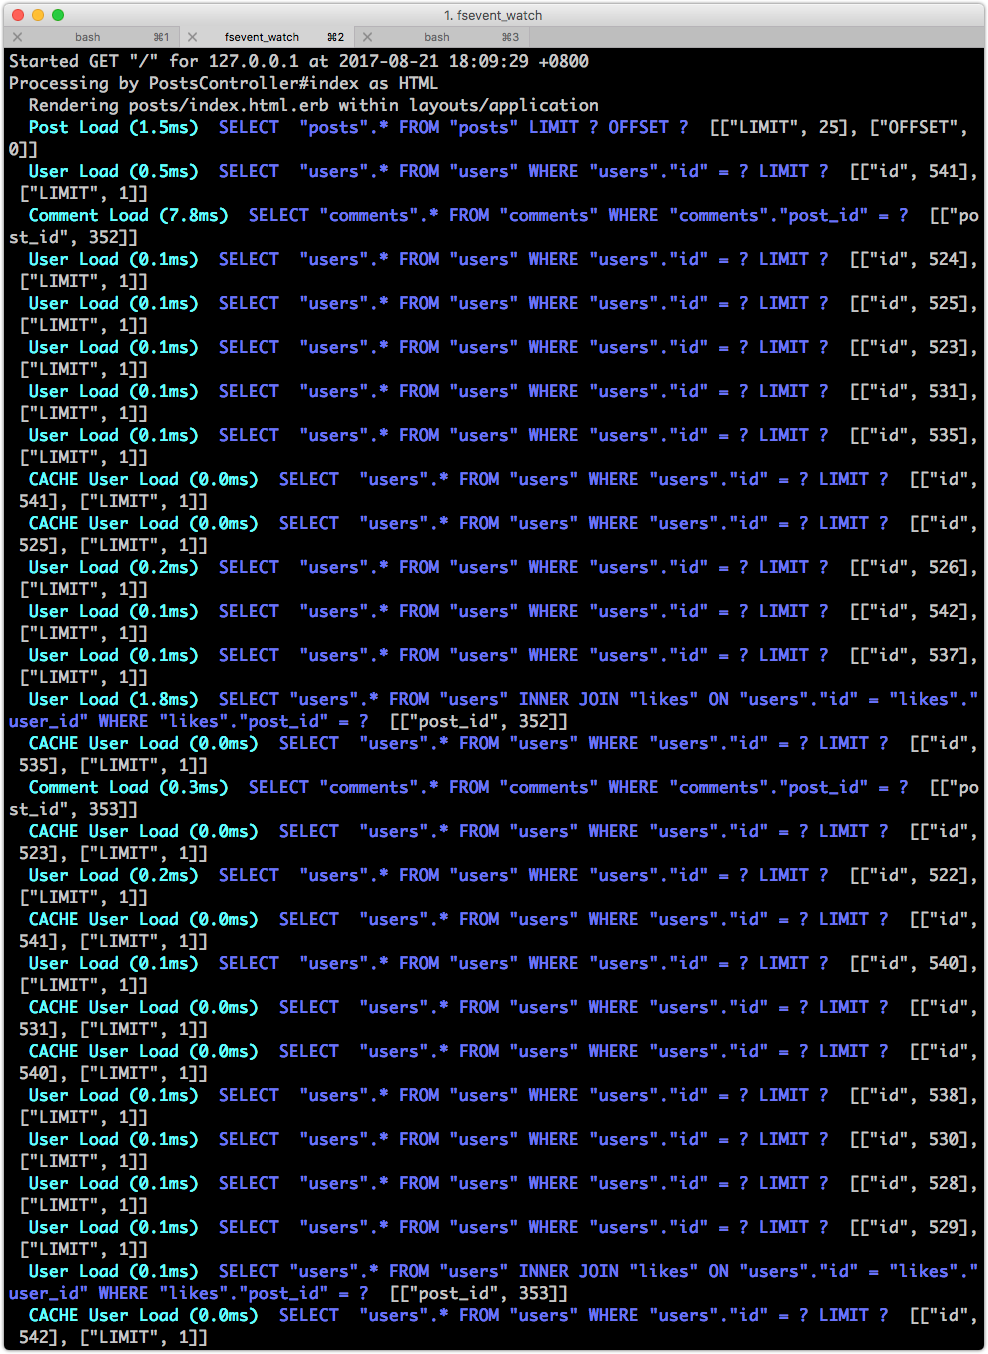 1. fsevent_watch
bash ⌘1 fsevent_watch ⌘2 bash ⌘3
Started GET "/" for 127.0.0.1 at 2017-08-21 18:09:29 +0800
Processing by PostsController#index as HTML
Rendering posts/index.html.erb within layouts/application
Post Load (1.5ms)  SELECT  "posts".* FROM "posts" LIMIT ? OFFSET ?  [["LIMIT", 25], ["OFFSET",
0]]
User Load (0.5ms)  SELECT  "users".* FROM "users" WHERE "users"."id" = ? LIMIT ?  [["id", 541],
["LIMIT", 1]]
Comment Load (7.8ms)  SELECT "comments".* FROM "comments" WHERE "comments"."post_id" = ?  [["po
st_id", 352]]
User Load (0.1ms)  SELECT  "users".* FROM "users" WHERE "users"."id" = ? LIMIT ?  [["id", 524],
["LIMIT", 1]]
User Load (0.1ms)  SELECT  "users".* FROM "users" WHERE "users"."id" = ? LIMIT ?  [["id", 525],
["LIMIT", 1]]
User Load (0.1ms)  SELECT  "users".* FROM "users" WHERE "users"."id" = ? LIMIT ?  [["id", 523],
["LIMIT", 1]]
User Load (0.1ms)  SELECT  "users".* FROM "users" WHERE "users"."id" = ? LIMIT ?  [["id", 531],
["LIMIT", 1]]
User Load (0.1ms)  SELECT  "users".* FROM "users" WHERE "users"."id" = ? LIMIT ?  [["id", 535],
["LIMIT", 1]]
CACHE User Load (0.0ms)  SELECT  "users".* FROM "users" WHERE "users"."id" = ? LIMIT ?  [["id",
541], ["LIMIT", 1]]
CACHE User Load (0.0ms)  SELECT  "users".* FROM "users" WHERE "users"."id" = ? LIMIT ?  [["id",
525], ["LIMIT", 1]]
User Load (0.2ms)  SELECT  "users".* FROM "users" WHERE "users"."id" = ? LIMIT ?  [["id", 526],
["LIMIT", 1]]
User Load (0.1ms)  SELECT  "users".* FROM "users" WHERE "users"."id" = ? LIMIT ?  [["id", 542],
["LIMIT", 1]]
User Load (0.1ms)  SELECT  "users".* FROM "users" WHERE "users"."id" = ? LIMIT ?  [["id", 537],
["LIMIT", 1]]
User Load (1.8ms)  SELECT "users".* FROM "users" INNER JOIN "likes" ON "users"."id" = "likes"."
user_id" WHERE "likes"."post_id" = ?  [["post_id", 352]]
CACHE User Load (0.0ms)  SELECT  "users".* FROM "users" WHERE "users"."id" = ? LIMIT ?  [["id",
535], ["LIMIT", 1]]
Comment Load (0.3ms)  SELECT "comments".* FROM "comments" WHERE "comments"."post_id" = ?  [["po
st_id", 353]]
CACHE User Load (0.0ms)  SELECT  "users".* FROM "users" WHERE "users"."id" = ? LIMIT ?  [["id",
523], ["LIMIT", 1]]
User Load (0.2ms)  SELECT  "users".* FROM "users" WHERE "users"."id" = ? LIMIT ?  [["id", 522],
["LIMIT", 1]]
CACHE User Load (0.0ms)  SELECT  "users".* FROM "users" WHERE "users"."id" = ? LIMIT ?  [["id",
541], ["LIMIT", 1]]
User Load (0.1ms)  SELECT  "users".* FROM "users" WHERE "users"."id" = ? LIMIT ?  [["id", 540],
["LIMIT", 1]]
CACHE User Load (0.0ms)  SELECT  "users".* FROM "users" WHERE "users"."id" = ? LIMIT ?  [["id",
531], ["LIMIT", 1]]
CACHE User Load (0.0ms)  SELECT  "users".* FROM "users" WHERE "users"."id" = ? LIMIT ?  [["id",
540], ["LIMIT", 1]]
User Load (0.1ms)  SELECT  "users".* FROM "users" WHERE "users"."id" = ? LIMIT ?  [["id", 538],
["LIMIT", 1]]
User Load (0.1ms)  SELECT  "users".* FROM "users" WHERE "users"."id" = ? LIMIT ?  [["id", 530],
["LIMIT", 1]]
User Load (0.1ms)  SELECT  "users".* FROM "users" WHERE "users"."id" = ? LIMIT ?  [["id", 528],
["LIMIT", 1]]
User Load (0.1ms)  SELECT  "users".* FROM "users" WHERE "users"."id" = ? LIMIT ?  [["id", 529],
["LIMIT", 1]]
User Load (0.1ms)  SELECT "users".* FROM "users" INNER JOIN "likes" ON "users"."id" = "likes"."
user_id" WHERE "likes"."post_id" = ?  [["post_id", 353]]
CACHE User Load (0.0ms)  SELECT  "users".* FROM "users" WHERE "users"."id" = ? LIMIT ?  [["id",
542], ["LIMIT", 1]]